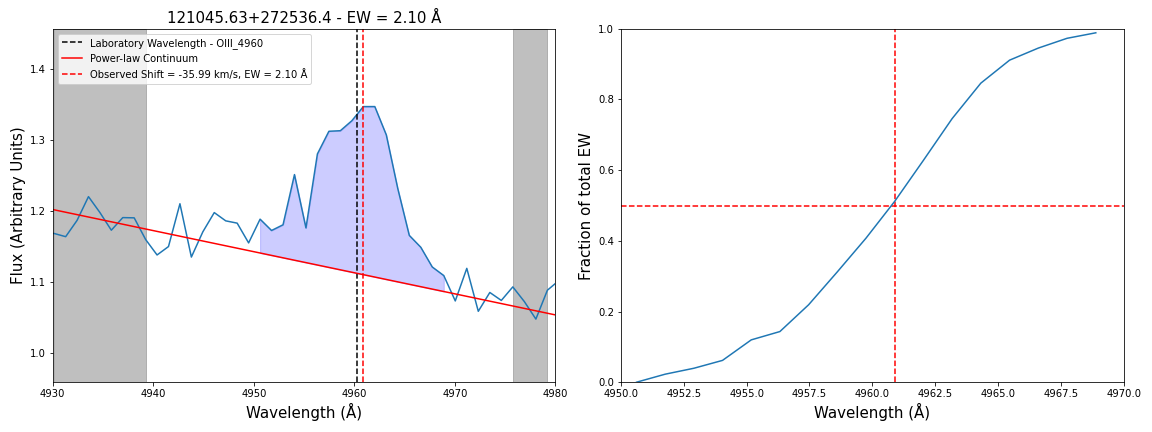 121045.63+272536.4 - EW = 2.10 Å
Laboratory Wavelength - OIII_4960
Power-law Continuum
Observed Shift = -35.99 km/s, EW = 2.10 Å
Flux (Arbitrary Units)
1.4
1.3
1.2
1.1
1.0
4930 4940 4950 4960 4970 4980
Wavelength (Å)
Fraction of total EW
1.0
0.8
0.6
0.4
0.2
0.0
4950.0 4952.5 4955.0 4957.5 4960.0 4962.5 4965.0 4967.5 4970.0
Wavelength (Å)